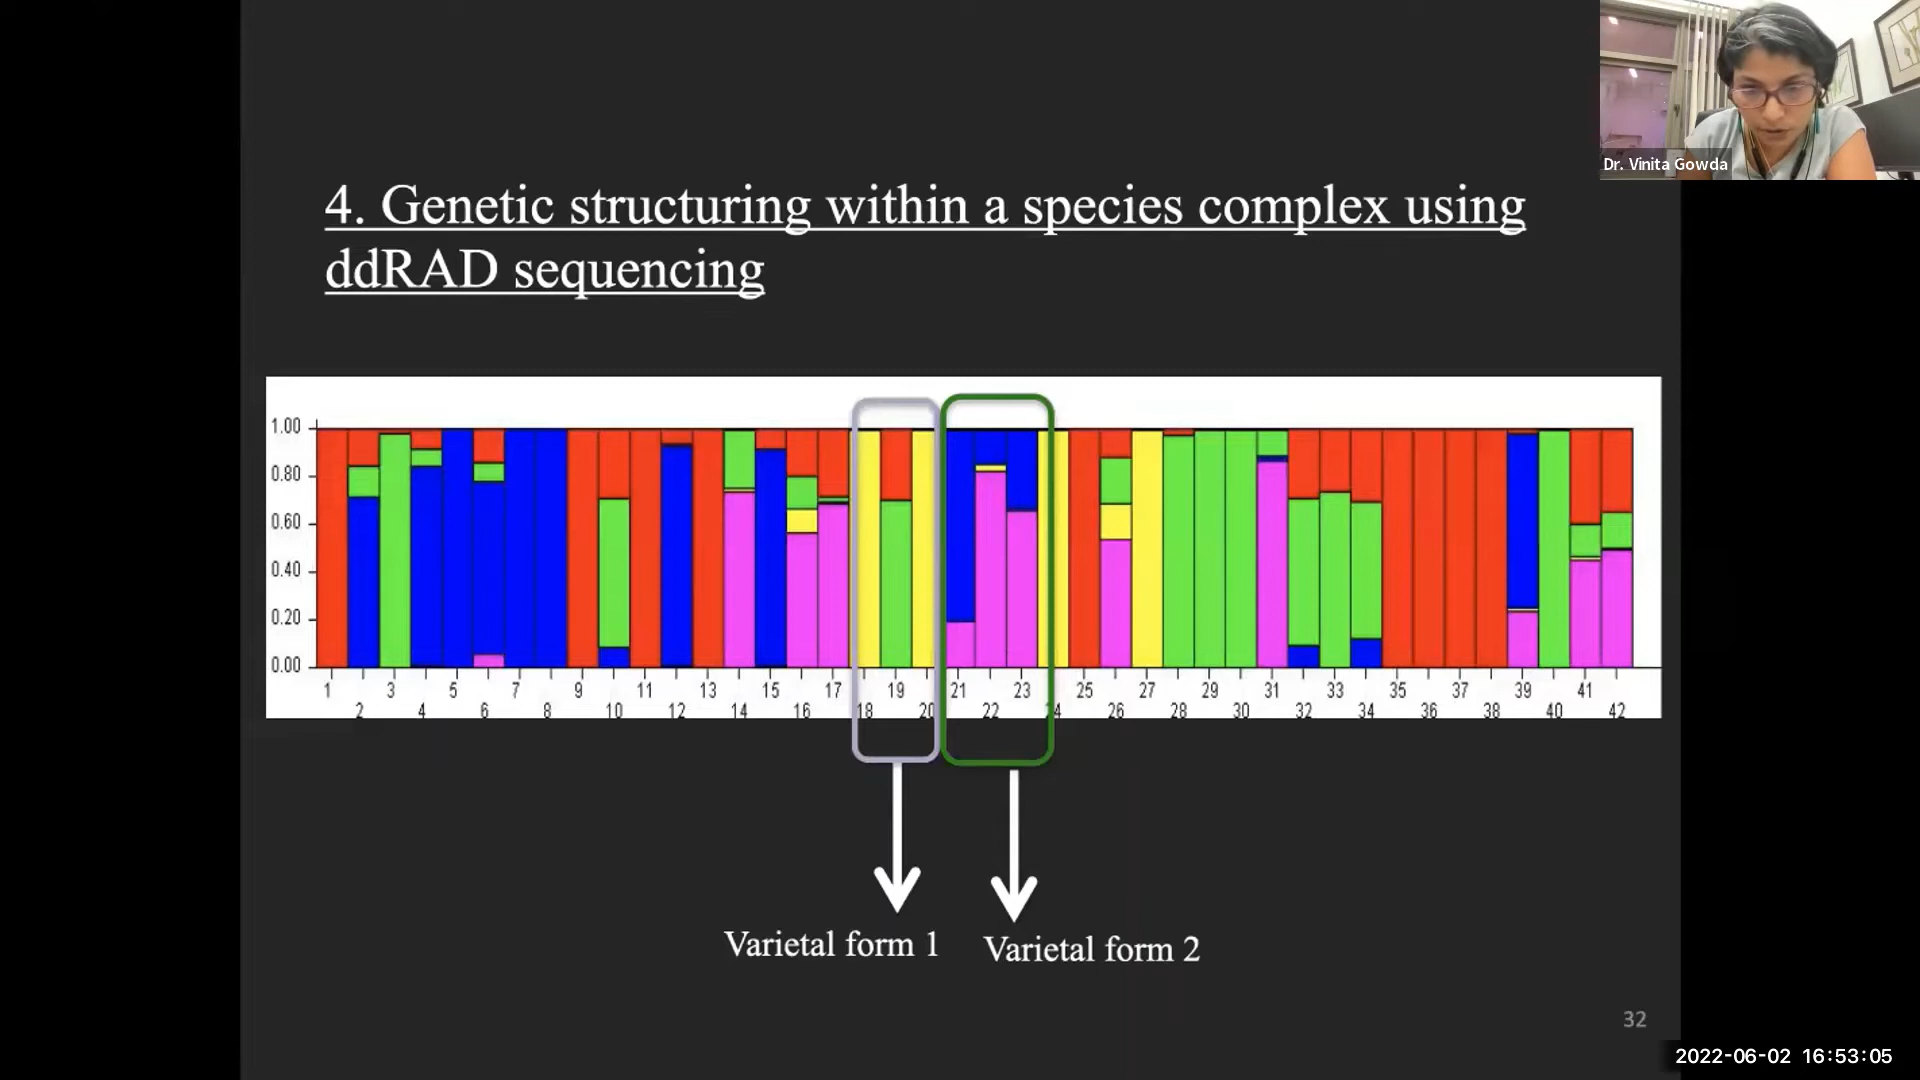 Dr. Vinita Gowda
4. Genetic structuring within a species complex using
ddRAD sequencing
1.00
0.80
0.60
0.40
0.20
0.00
1 3 5 7 9 11 13 15 17 19 21 23 25 27 29 31 33 35 37 39 41
2 4 6 8 10 12 14 16 18 20 22 24 26 28 30 32 34 36 38 40 42
Varietal form 1
Varietal form 2
32
2022-06-02 16:53:05